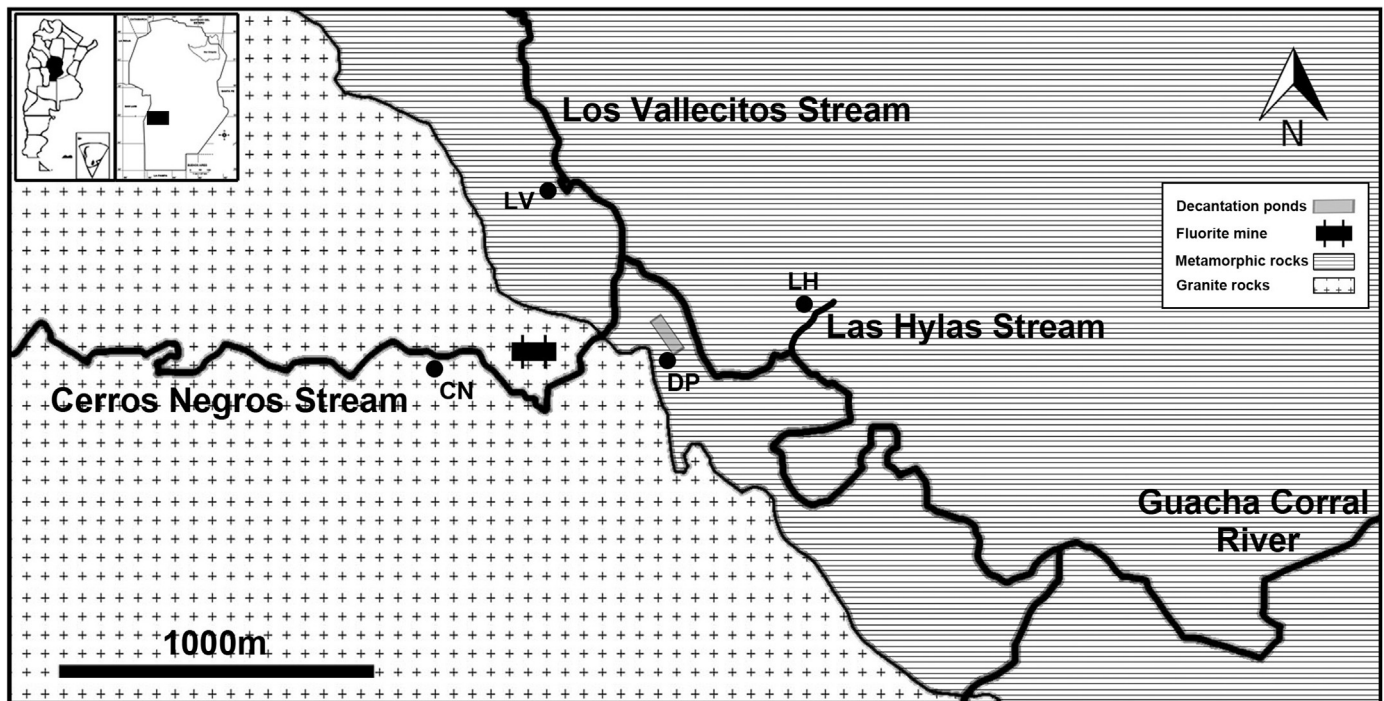 Los Vallecitos Stream
N
LV
Decantation ponds
Fluorite mine
Metamorphic rocks
Granite rocks
LH
Las Hylas Stream
DP
CN
Cerros Negros Stream
Guacha Corral
River
1000m